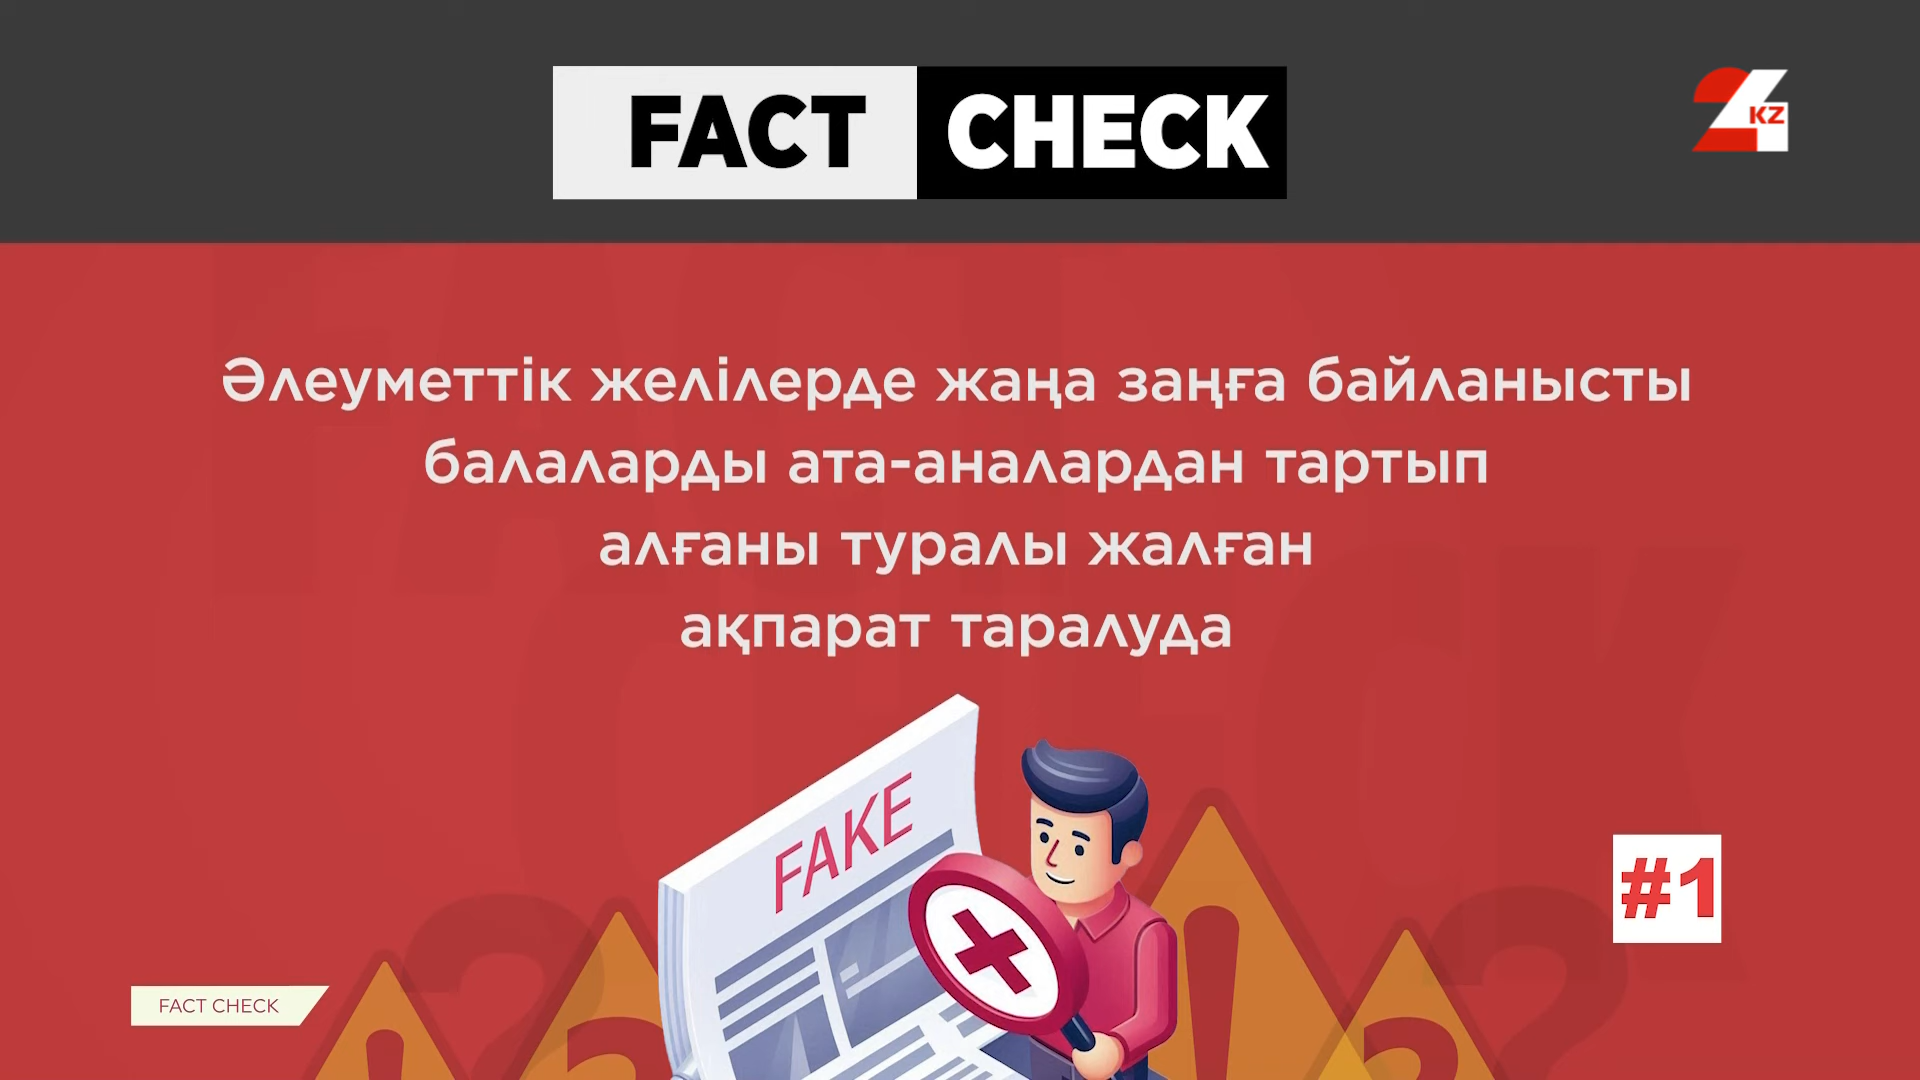 FACT CHECK
24 KZ
Әлеуметтік желілерде жаңа заңға байланысты
балаларды ата-аналардан тартып
алғаны туралы жалған
ақпарат таралуда
FAKE
#1
FACT CHECK